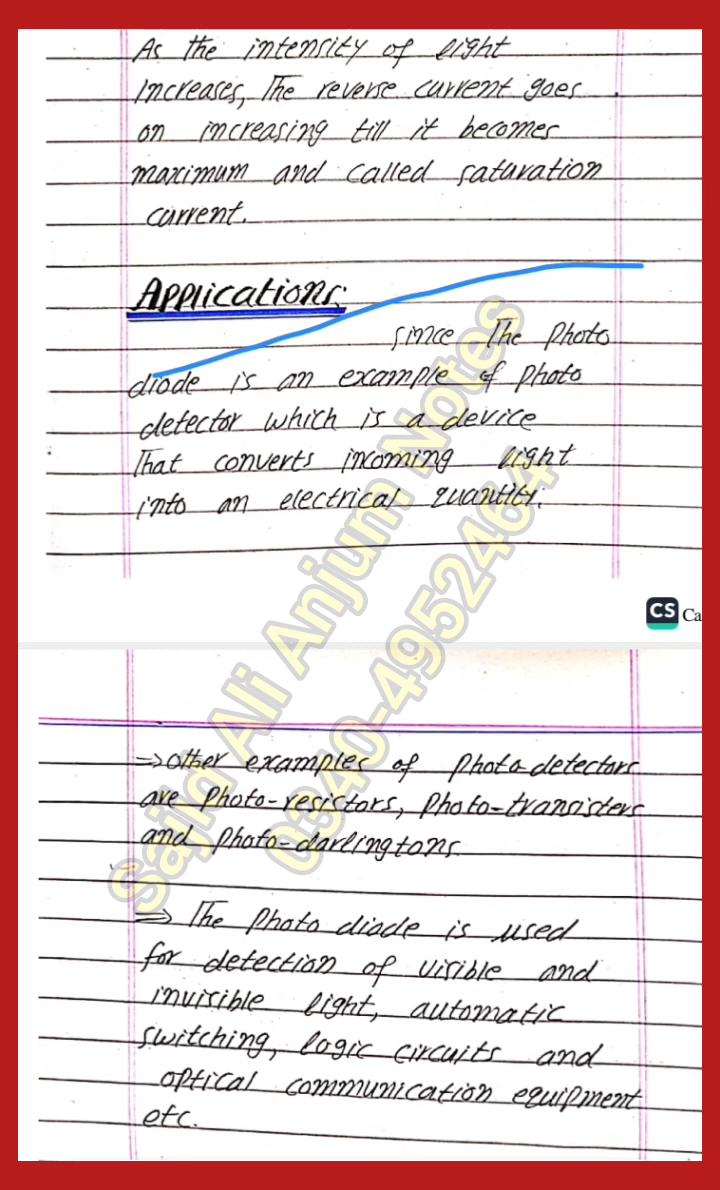 As the intensity of light
Increases, The reverse current goes
on increasing till it becomes
maximum and called saturation
current.
Applications:
since The Photo
diode is an example of Photo
detector which is a device
That converts incoming light
into an electrical quantiti.
CS Ca
⇒ other examples of Photo-detectors
are Photo-resistors, Photo-transisters
and Photo-darlingtons.
⇒ The Photo diode is used
for detection of visible and
invisible light, automatic
switching, logic circuits and
optical communication equipment
etc.
Sajid Ali Anjum Notes
0340-4952464